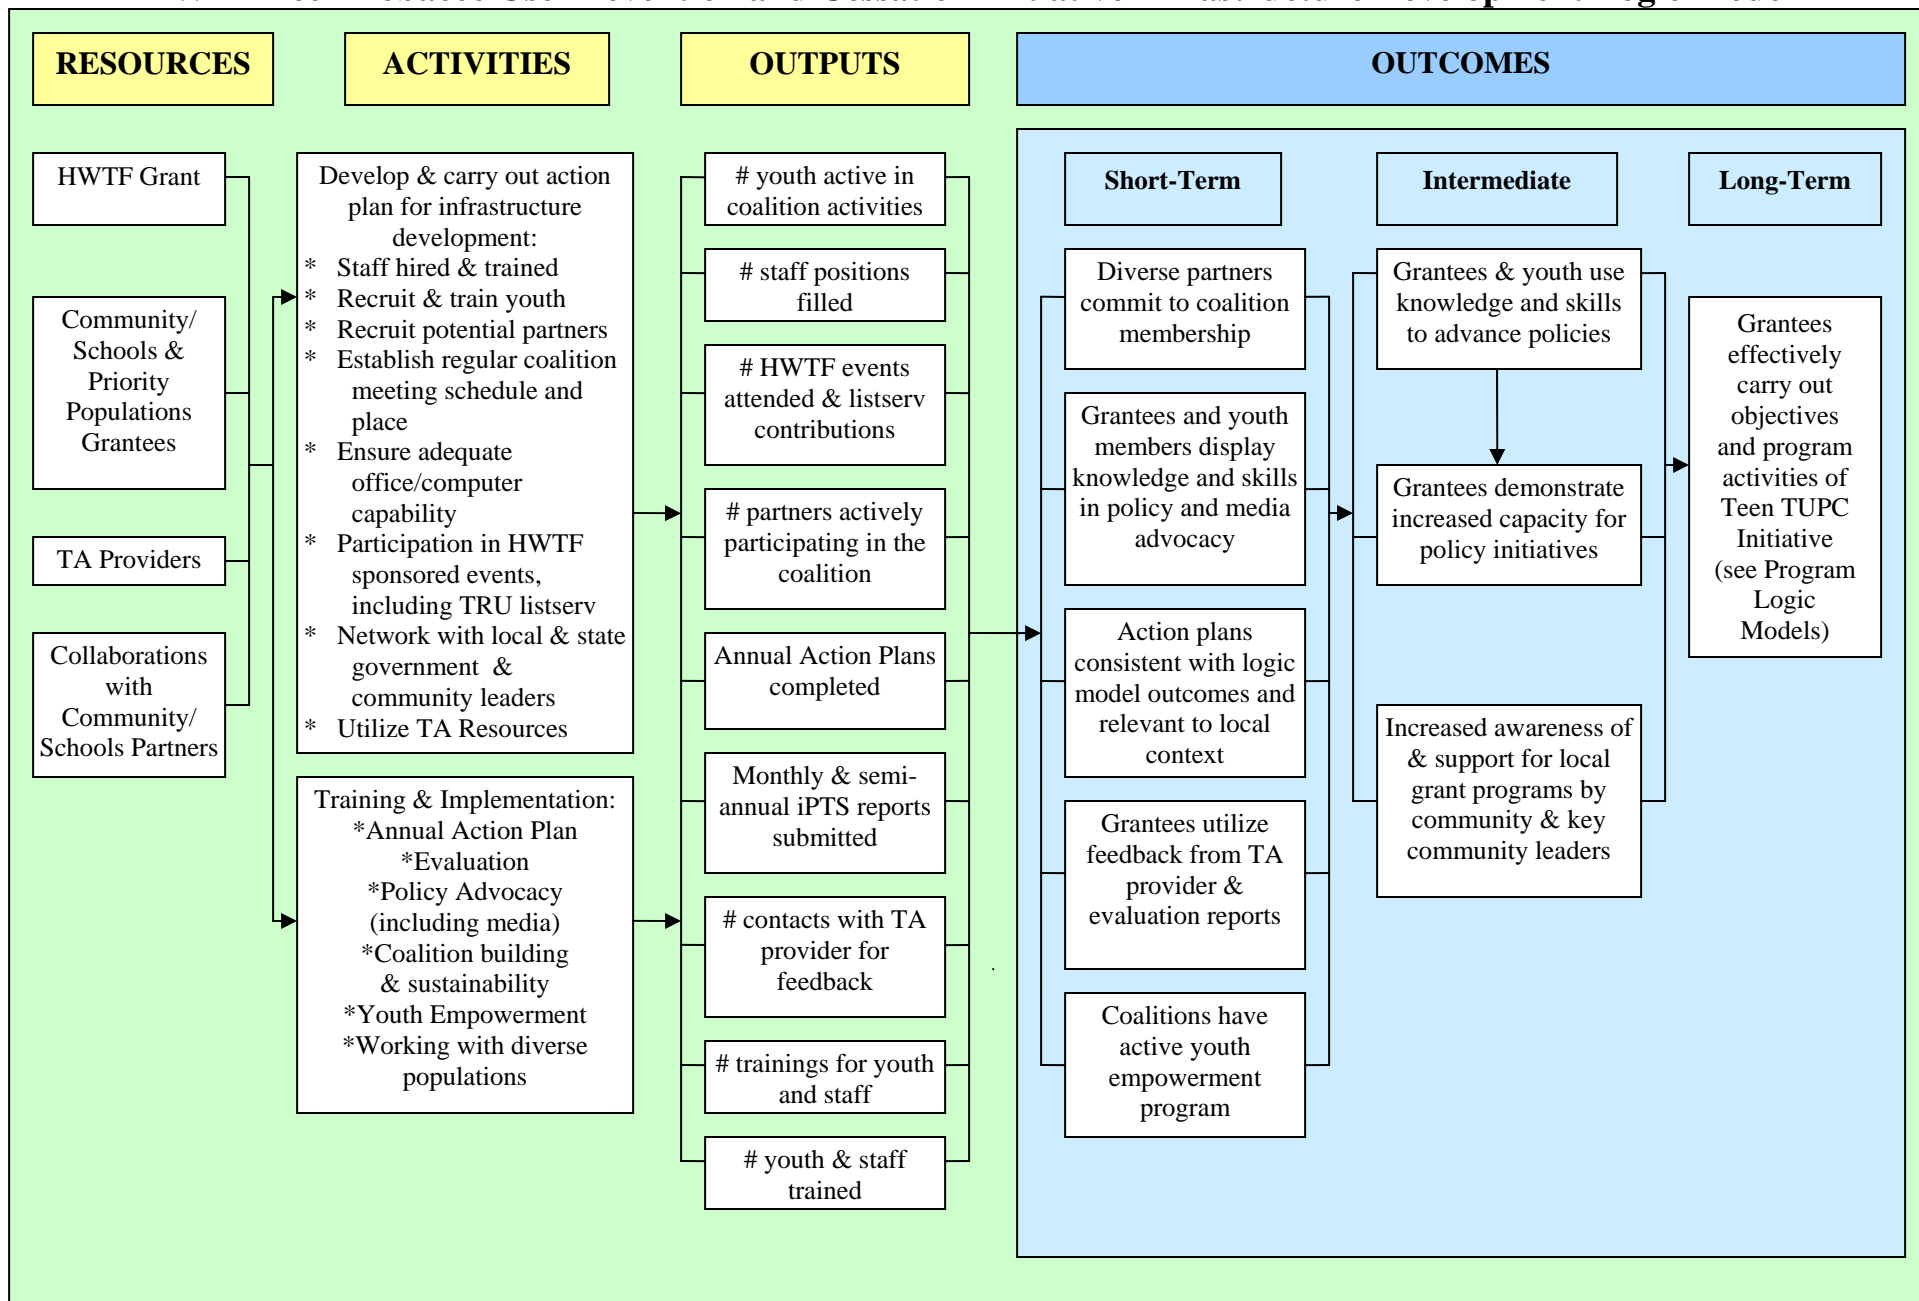 RESOURCES
ACTIVITIES
OUTPUTS
OUTCOMES
HWTF Grant
Community/
Schools &
Priority
Populations
Grantees
TA Providers
Collaborations
with
Community/
Schools Partners
Develop & carry out action
plan for infrastructure
development:
* Staff hired & trained
* Recruit & train youth
* Recruit potential partners
* Establish regular coalition
meeting schedule and
place
* Ensure adequate
office/computer
capability
* Participation in HWTF
sponsored events,
including TRU listserv
* Network with local & state
government &
community leaders
* Utilize TA Resources
Training & Implementation:
*Annual Action Plan
*Evaluation
*Policy Advocacy
(including media)
*Coalition building
& sustainability
*Youth Empowerment
*Working with diverse
populations
# youth active in
coalition activities
# staff positions
filled
# HWTF events
attended & listserv
contributions
# partners actively
participating in the
coalition
Annual Action Plans
completed
Monthly & semi-
annual iPTS reports
submitted
# contacts with TA
provider for
feedback
# trainings for youth
and staff
# youth & staff
trained
Short-Term
Diverse partners
commit to coalition
membership
Grantees and youth
members display
knowledge and skills
in policy and media
advocacy
Action plans
consistent with logic
model outcomes and
relevant to local
context
Grantees utilize
feedback from TA
provider &
evaluation reports
Coalitions have
active youth
empowerment
program
Intermediate
Grantees & youth use
knowledge and skills
to advance policies
Grantees demonstrate
increased capacity for
policy initiatives
Increased awareness of
& support for local
grant programs by
community & key
community leaders
Long-Term
Grantees
effectively
carry out
objectives
and program
activities of
Teen TUPC
Initiative
(see Program
Logic
Models)